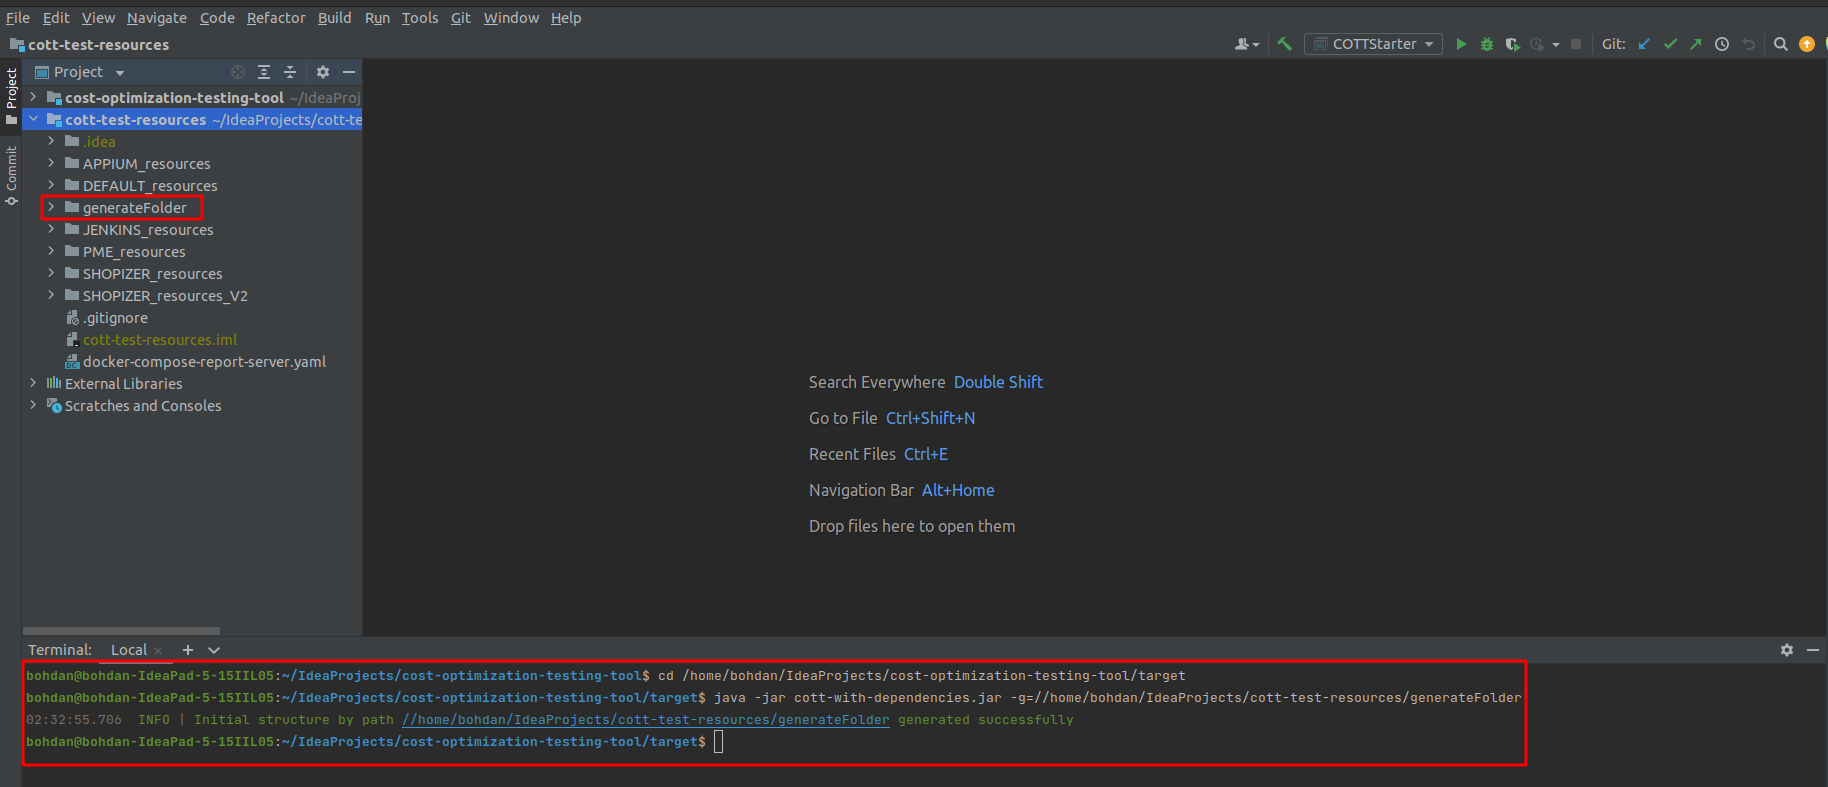 File Edit View Navigate Code Refactor Build Run Tools Git Window Help
cott-test-resources
COTTStarter
Git:
Project
Commit
Project
cost-optimization-testing-tool ~/IdeaProj
cott-test-resources ~/IdeaProjects/cott-te
.idea
APPIUM_resources
DEFAULT_resources
generateFolder
JENKINS_resources
PME_resources
SHOPIZER_resources
SHOPIZER_resources_V2
.gitignore
cott-test-resources.iml
DC docker-compose-report-server.yaml
External Libraries
Scratches and Consoles
Search Everywhere Double Shift
Go to File Ctrl+Shift+N
Recent Files Ctrl+E
Navigation Bar Alt+Home
Drop files here to open them
Terminal: Local
bohdan@bohdan-IdeaPad-5-15IIL05:~/IdeaProjects/cost-optimization-testing-tool$ cd /home/bohdan/IdeaProjects/cost-optimization-testing-tool/target
bohdan@bohdan-IdeaPad-5-15IIL05:~/IdeaProjects/cost-optimization-testing-tool/target$ java -jar cott-with-dependencies.jar -g=//home/bohdan/IdeaProjects/cott-test-resources/generateFolder
02:32:55.706 INFO | Initial structure by path //home/bohdan/IdeaProjects/cott-test-resources/generateFolder generated successfully
bohdan@bohdan-IdeaPad-5-15IIL05:~/IdeaProjects/cost-optimization-testing-tool/target$